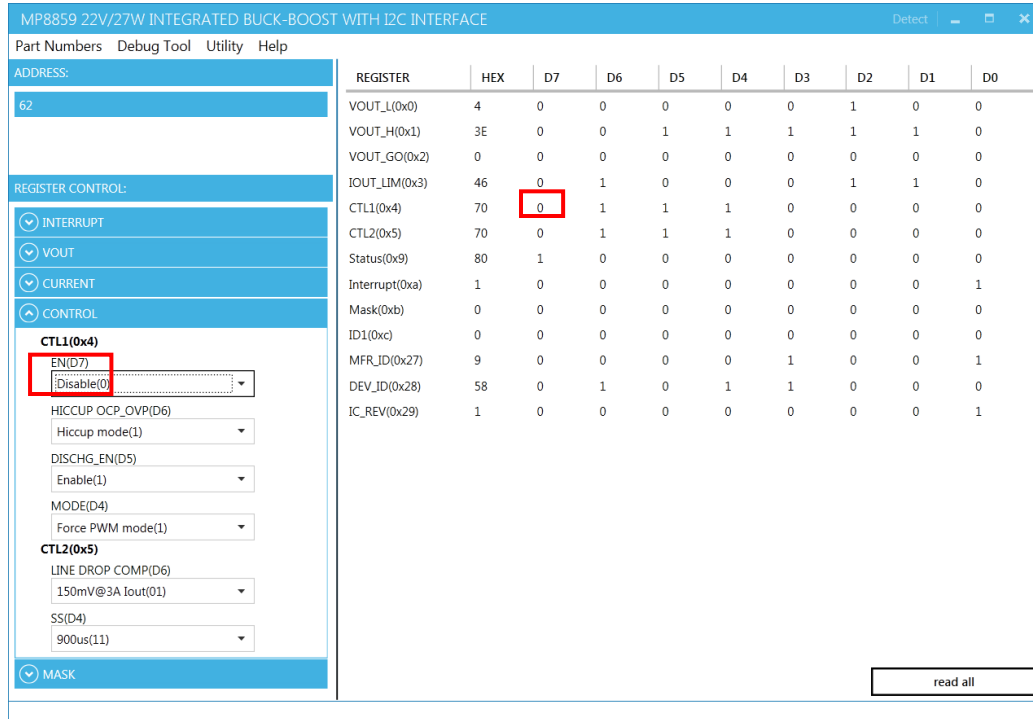 MP8859 22V/27W INTEGRATED BUCK-BOOST WITH I2C INTERFACE Detect
Part Numbers Debug Tool Utility Help
ADDRESS:
62
REGISTER CONTROL:
INTERRUPT
VOUT
CURRENT
CONTROL
CTL1(0x4)
EN(D7)
Disable(0)
HICCUP OCP_OVP(D6)
Hiccup mode(1)
DISCHG_EN(D5)
Enable(1)
MODE(D4)
Force PWM mode(1)
CTL2(0x5)
LINE DROP COMP(D6)
150mV@3A Iout(01)
SS(D4)
900us(11)
MASK
REGISTER HEX D7 D6 D5 D4 D3 D2 D1 D0
VOUT_L(0x0) 4 0 0 0 0 0 1 0 0
VOUT_H(0x1) 3E 0 0 1 1 1 1 1 0
VOUT_GO(0x2) 0 0 0 0 0 0 0 0 0
IOUT_LIM(0x3) 46 0 1 0 0 0 1 1 0
CTL1(0x4) 70 0 1 1 1 0 0 0 0
CTL2(0x5) 70 0 1 1 1 0 0 0 0
Status(0x9) 80 1 0 0 0 0 0 0 0
Interrupt(0xa) 1 0 0 0 0 0 0 0 1
Mask(0xb) 0 0 0 0 0 0 0 0 0
ID1(0xc) 0 0 0 0 0 0 0 0 0
MFR_ID(0x27) 9 0 0 0 0 1 0 0 1
DEV_ID(0x28) 58 0 1 0 1 1 0 0 0
IC_REV(0x29) 1 0 0 0 0 0 0 0 1
read all